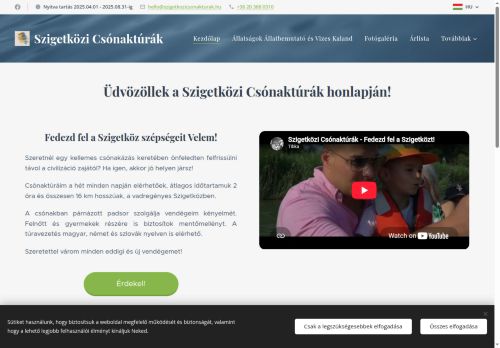 Nyitva tartás 2025.04.01 - 2025.08.31-ig hello@szigetkozicsonakturak.hu +36 20 388 0310 HU
Szigetközi Csónaktúrák Kezdőlap Állatságok Állatbemutató és Vizes Kaland Fotógaléria Árlista Továbbiak
Üdvözöllek a Szigetközi Csónaktúrák honlapján!
Fedezd fel a Szigetköz szépségeit Velem!
Szeretnél egy kellemes csónakázás keretében önfeledten felfrissülni
távol a civilizáció zajától? Ha igen, akkor jó helyen jársz!
Csónaktúráim a hét minden napján elérhetőek, átlagos időtartamuk 2
óra és összesen 16 km hosszúak, a vadregényes Szigetközben.
A csónakban párnázott padsor szolgálja vendégeim kényelmét.
Felnőtt és gyermekek részére is biztosítok mentőmellényt. A
túravezetés magyar, német és szlovák nyelven is elérhető.
Szeretettel várom minden eddigi és új vendégemet!
Érdekel!
Szigetközi Csónaktúrák - Fedezd fel a Szigetközt!
Titika
Watch on YouTube
Sütiket használunk, hogy biztosítsuk a weboldal megfelelő működését és biztonságát, valamint
hogy a lehető legjobb felhasználói élményt kínáljuk Neked.
Csak a legszükségesebbek elfogadása
Összes elfogadása